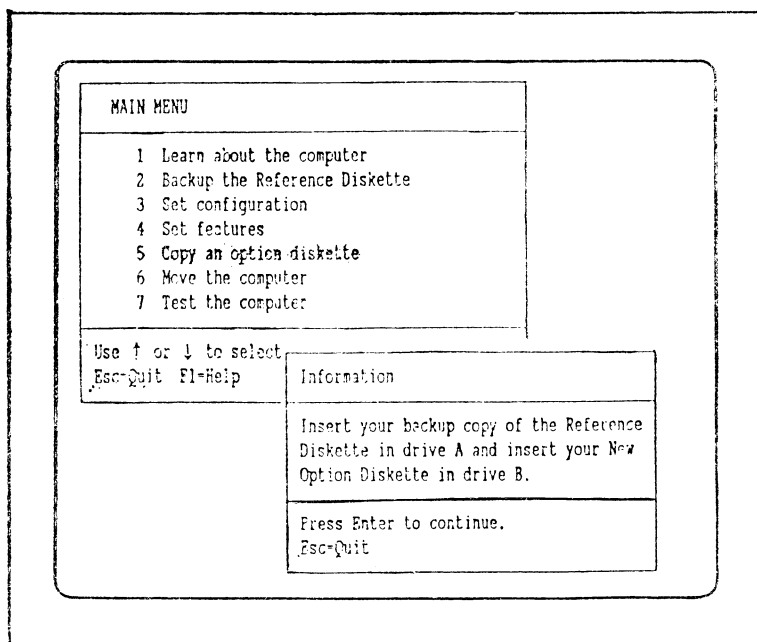 MAIN MENU
1 Learn about the computer
2 Backup the Reference Diskette
3 Set configuration
4 Set features
5 Copy an option diskette
6 Move the computer
7 Test the computer
Use ↑ or ↓ to select
Esc=Quit F1=Help
Information
Insert your backup copy of the Reference
Diskette in drive A and insert your New
Option Diskette in drive B.
Press Enter to continue.
Esc=Quit